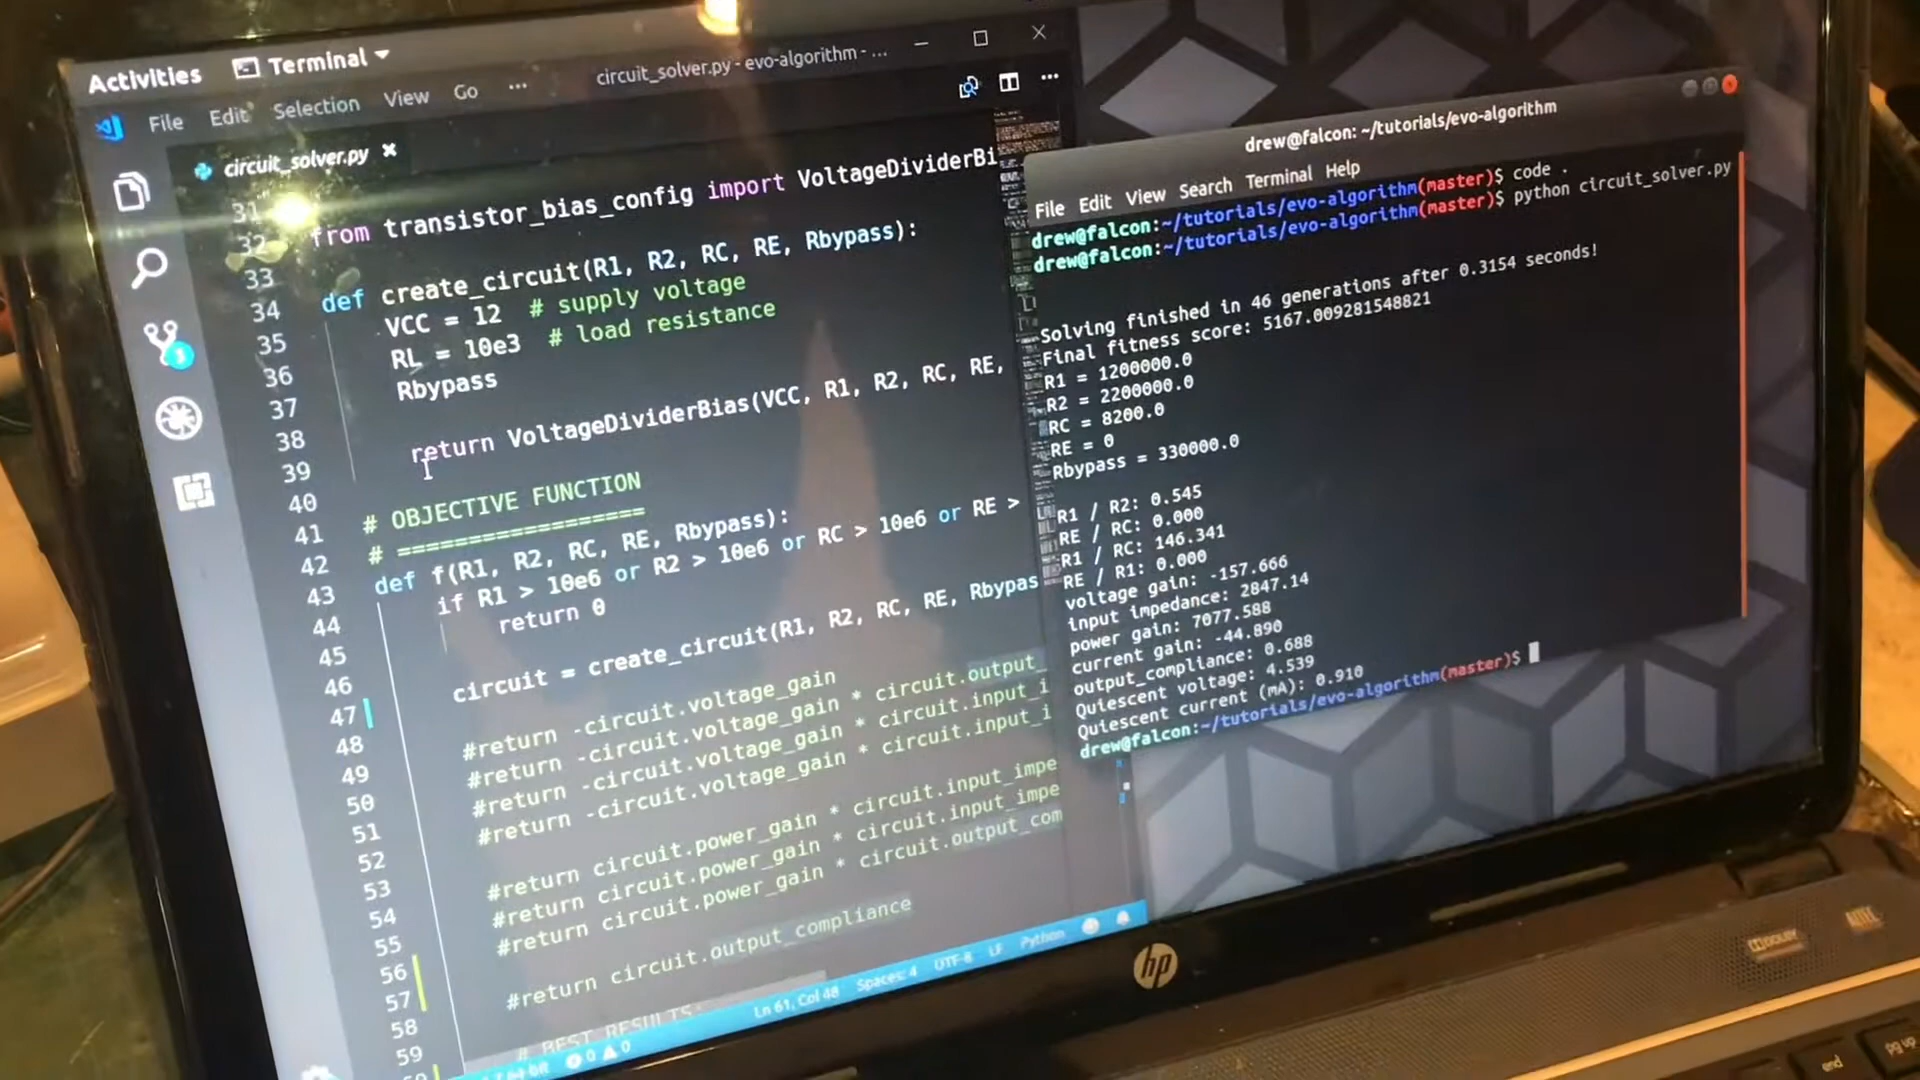 Activities
Terminal
circuit_solver.py - evo-algorithm - ...
File Edit Selection View Go ...
circuit_solver.py
31
32 from transistor_bias_config import VoltageDividerBi
33
34 def create_circuit(R1, R2, RC, RE, Rbypass):
35 VCC = 12 # supply voltage
36 RL = 10e3 # load resistance
37 Rbypass
38
39 return VoltageDividerBias(VCC, R1, R2, RC, RE,
40
41 # OBJECTIVE FUNCTION
42 # ===================
43 def f(R1, R2, RC, RE, Rbypass):
44 if R1 > 10e6 or R2 > 10e6 or RC > 10e6 or RE >
45 return 0
46
47 circuit = create_circuit(R1, R2, RC, RE, Rbypas
48
49 #return -circuit.voltage_gain
50 #return -circuit.voltage_gain * circuit.output_
51 #return -circuit.voltage_gain * circuit.input_i
52 #return -circuit.voltage_gain * circuit.input_i
53
54 #return circuit.power_gain * circuit.input_impe
55 #return circuit.power_gain * circuit.input_impe
56 #return circuit.power_gain * circuit.output_com
57
58 #return circuit.output_compliance
59
# BEST RESULTS:
0 0
Ln 61, Col 48 Spaces: 4 UTF-8 LF Python
drew@falcon: ~/tutorials/evo-algorithm
File Edit View Search Terminal Help
drew@falcon:~/tutorials/evo-algorithm(master)$ code .
drew@falcon:~/tutorials/evo-algorithm(master)$ python circuit_solver.py
Solving finished in 46 generations after 0.3154 seconds!
Final fitness score: 5167.009281548821
R1 = 1200000.0
R2 = 2200000.0
RC = 8200.0
RE = 0
Rbypass = 330000.0
R1 / R2: 0.545
RE / RC: 0.000
R1 / RC: 146.341
RE / R1: 0.000
voltage gain: -157.666
input impedance: 2847.14
power gain: 7077.588
current gain: -44.890
output_compliance: 0.688
Quiescent voltage: 4.539
Quiescent current (mA): 0.910
drew@falcon:~/tutorials/evo-algorithm(master)$
hp
DOLBY
end
pg up